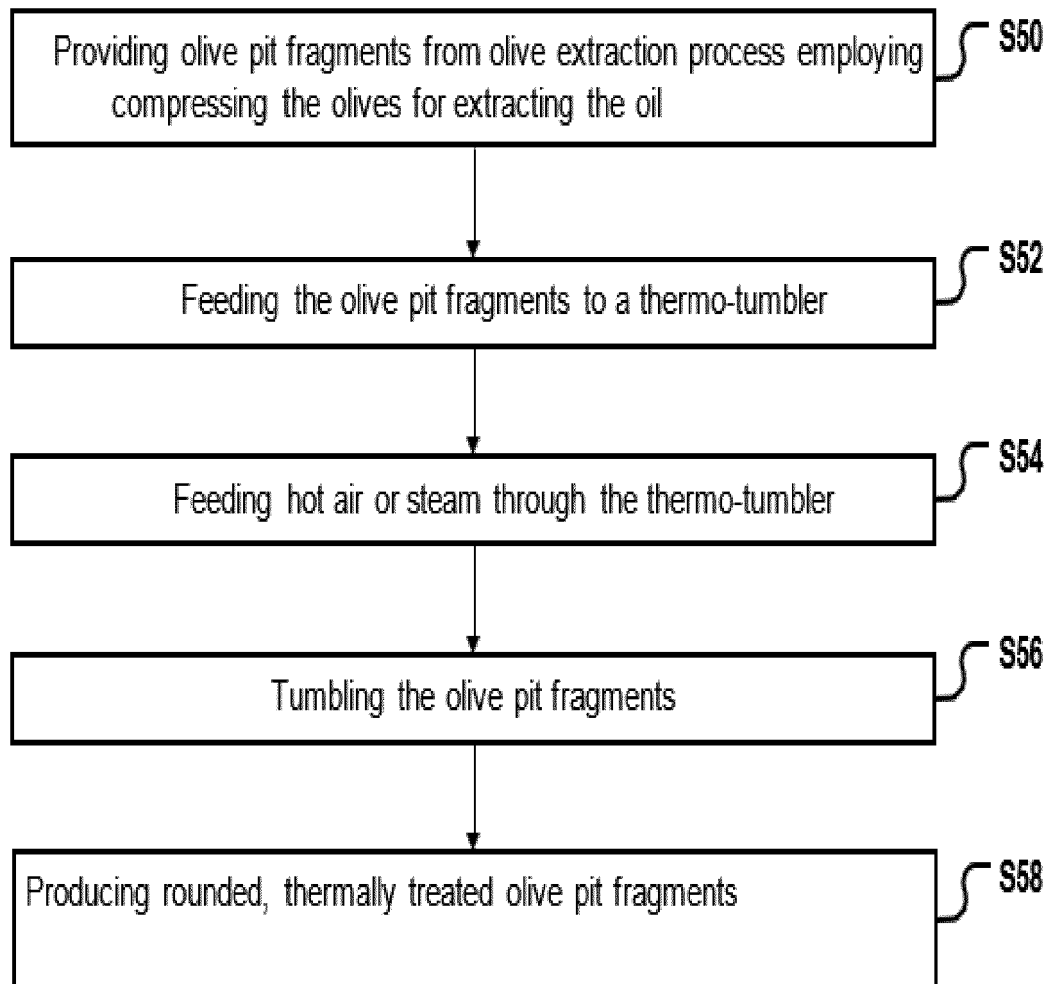 Providing olive pit fragments from olive extraction process employing
compressing the olives for extracting the oil
S50
Feeding the olive pit fragments to a thermo-tumbler
S52
Feeding hot air or steam through the thermo-tumbler
S54
Tumbling the olive pit fragments
S56
Producing rounded, thermally treated olive pit fragments
S58